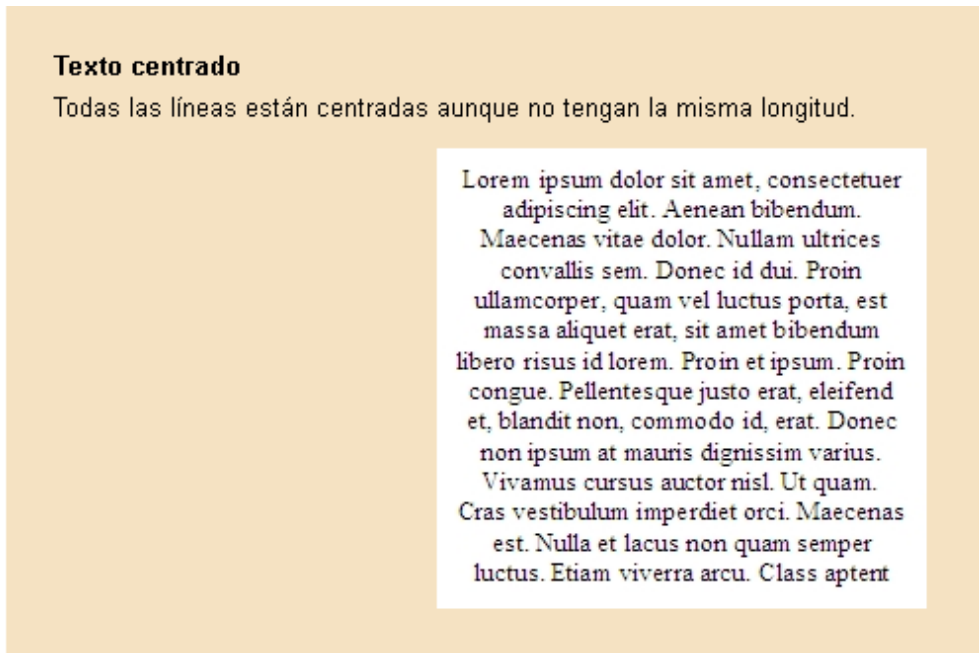 Texto centrado
Todas las líneas están centradas aunque no tengan la misma longitud.
Lorem ipsum dolor sit amet, consectetuer
adipiscing elit. Aenean bibendum.
Maecenas vitae dolor. Nullam ultrices
convallis sem. Donec id dui. Proin
ullamcorper, quam vel luctus porta, est
massa aliquet erat, sit amet bibendum
libero risus id lorem. Proin et ipsum. Proin
congue. Pellentesque justo erat, eleifend
et, blandit non, commodo id, erat. Donec
non ipsum at mauris dignissim varius.
Vivamus cursus auctor nisl. Ut quam.
Cras vestibulum imperdiet orci. Maecenas
est. Nulla et lacus non quam semper
luctus. Etiam viverra arcu. Class aptent